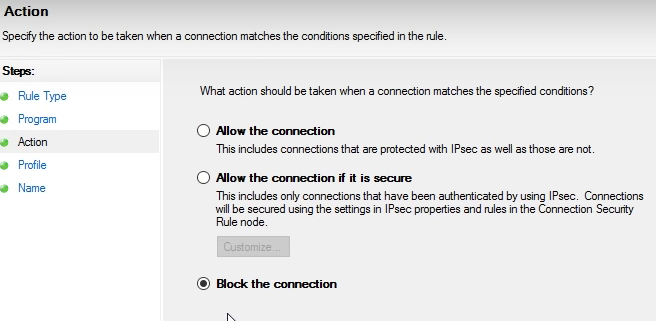 Action
Specify the action to be taken when a connection matches the conditions specified in the rule.
Steps:
Rule Type
Program
Action
Profile
Name
What action should be taken when a connection matches the specified conditions?
Allow the connection
This includes connections that are protected with IPsec as well as those are not.
Allow the connection if it is secure
This includes only connections that have been authenticated by using IPsec. Connections
will be secured using the settings in IPsec properties and rules in the Connection Security
Rule node.
Customize...
Block the connection